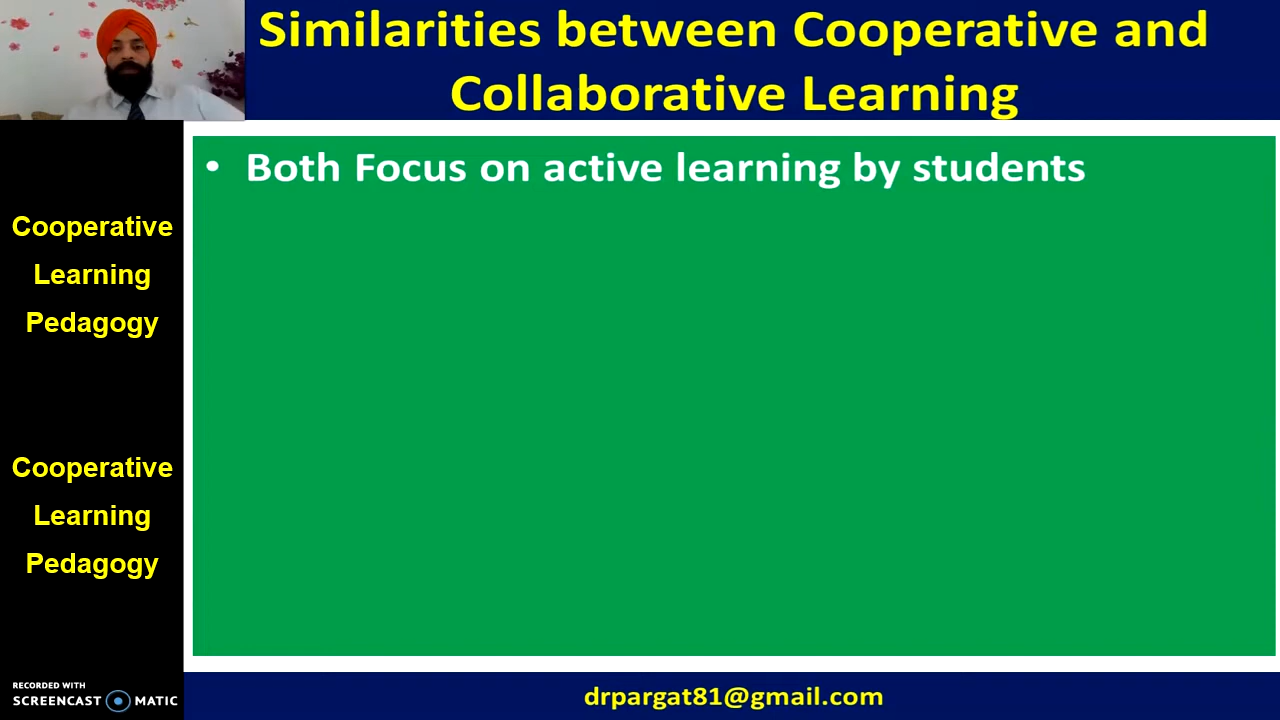 Similarities between Cooperative and
Collaborative Learning
• Both Focus on active learning by students
Cooperative
Learning
Pedagogy
Cooperative
Learning
Pedagogy
RECORDED WITH
SCREENCAST MATIC
drpargat81@gmail.com